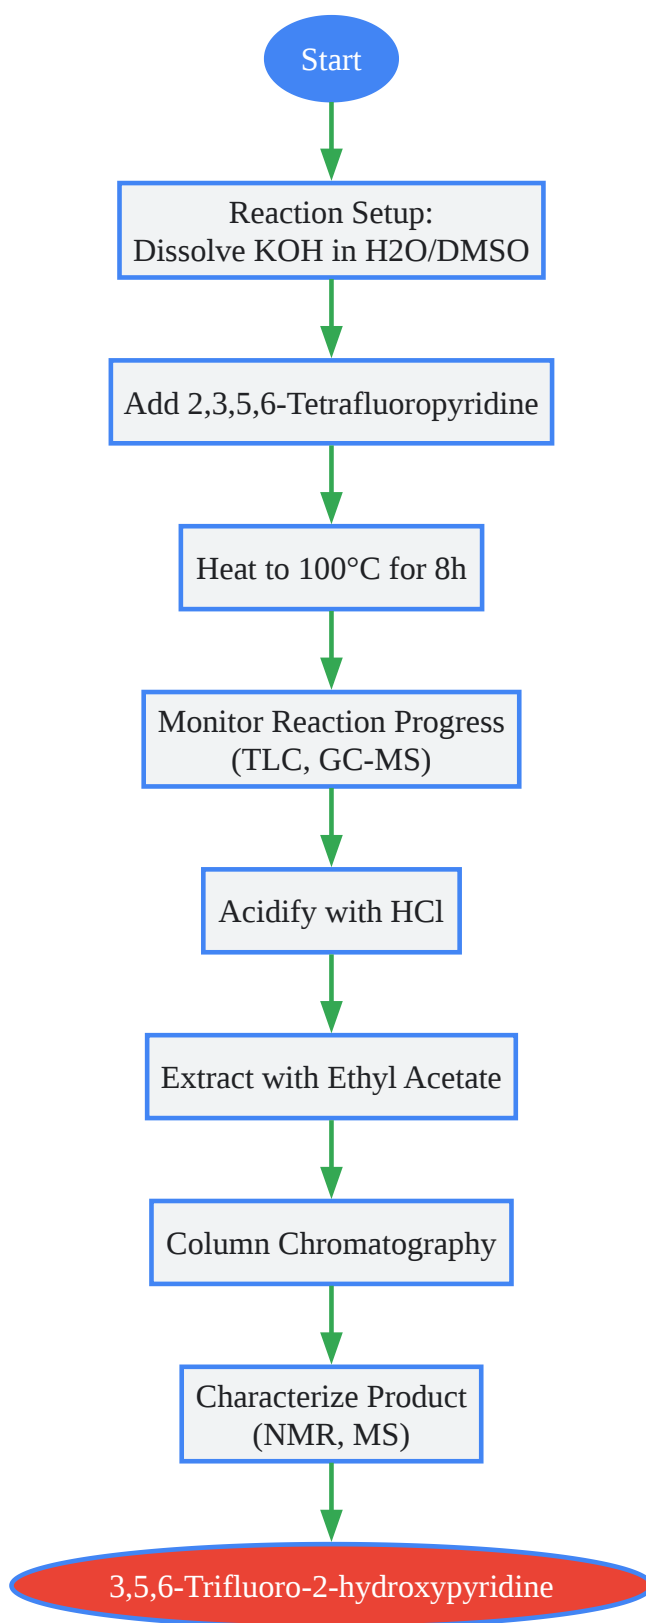 Start
Reaction Setup:
Dissolve KOH in H2O/DMSO
Add 2,3,5,6-Tetrafluoropyridine
Heat to 100°C for 8h
Monitor Reaction Progress
(TLC, GC-MS)
Acidify with HCl
Extract with Ethyl Acetate
Column Chromatography
Characterize Product
(NMR, MS)
3,5,6-Trifluoro-2-hydroxypyridine